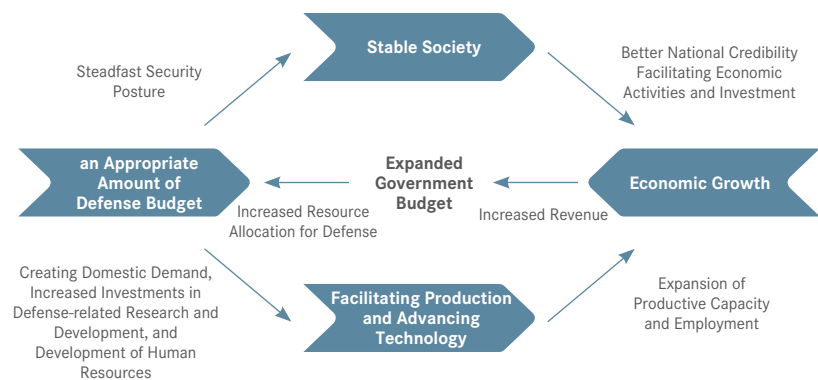 Stable Society
Steadfast Security
Posture
Better National Credibility
Facilitating Economic
Activities and Investment
an Appropriate
Amount of
Defense Budget
Expanded
Government
Budget
Economic Growth
Increased Resource
Allocation for Defense
Increased Revenue
Creating Domestic Demand,
Increased Investments in
Defense-related Research and
Development, and
Development of Human
Resources
Facilitating Production
and Advancing
Technology
Expansion of
Productive Capacity
and Employment